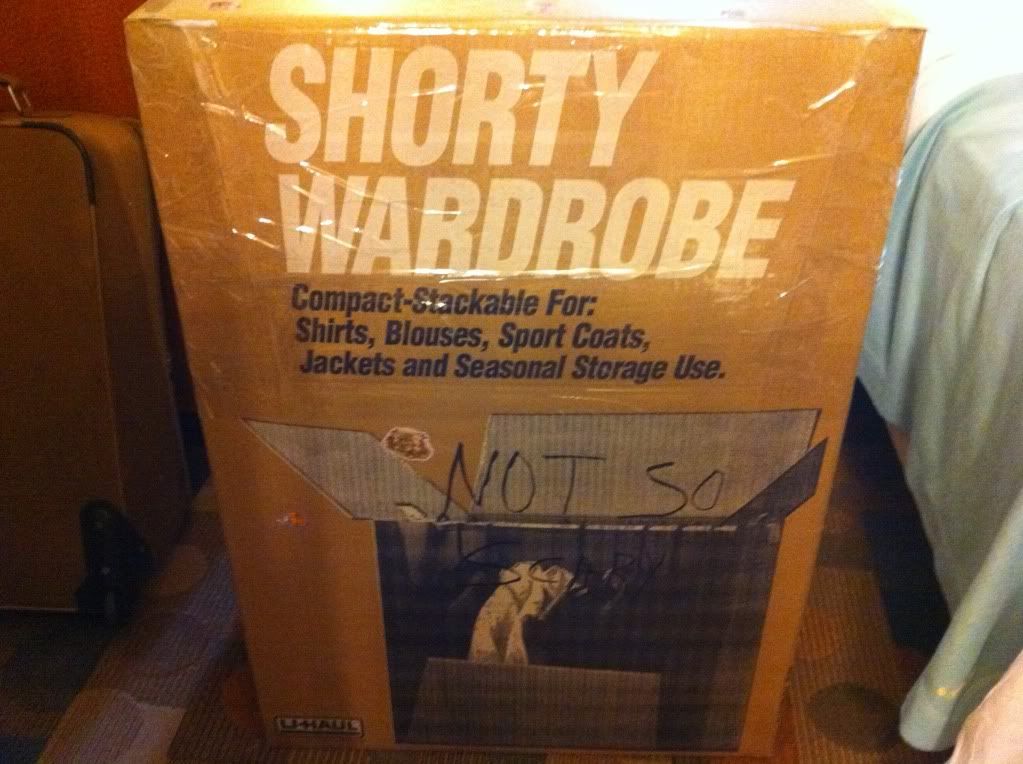 SHORTY
WARDROBE
Compact-Stackable For:
Shirts, Blouses, Sport Coats,
Jackets and Seasonal Storage Use.
NOT SO
U-HAUL